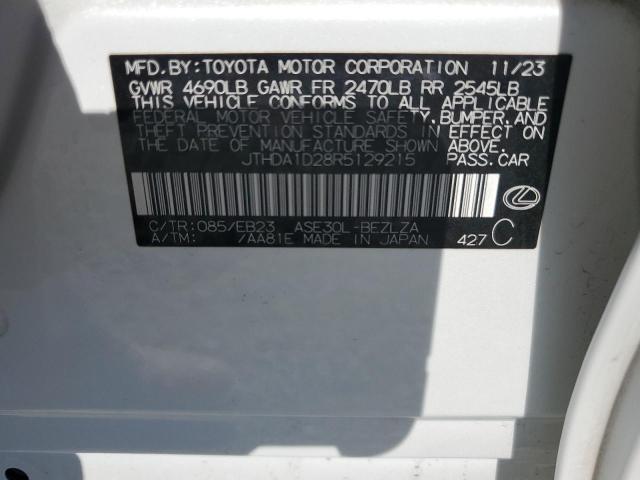 MFD.BY:TOYOTA MOTOR CORPORATION 11/23
GVWR 4690LB GAWR FR 2470LB RR 2545LB
THIS VEHICLE CONFORMS TO ALL APPLICABLE
FEDERAL MOTOR VEHICLE SAFETY,BUMPER,AND
THEFT PREVENTION STANDARDS IN EFFECT ON
THE DATE OF MANUFACTURE SHOWN ABOVE.
JTHDA1D28R5129215 PASS.CAR
C/TR:085/EB23 ASE30L-BEZLZA
A/TM: /AA81E MADE IN JAPAN 427 C